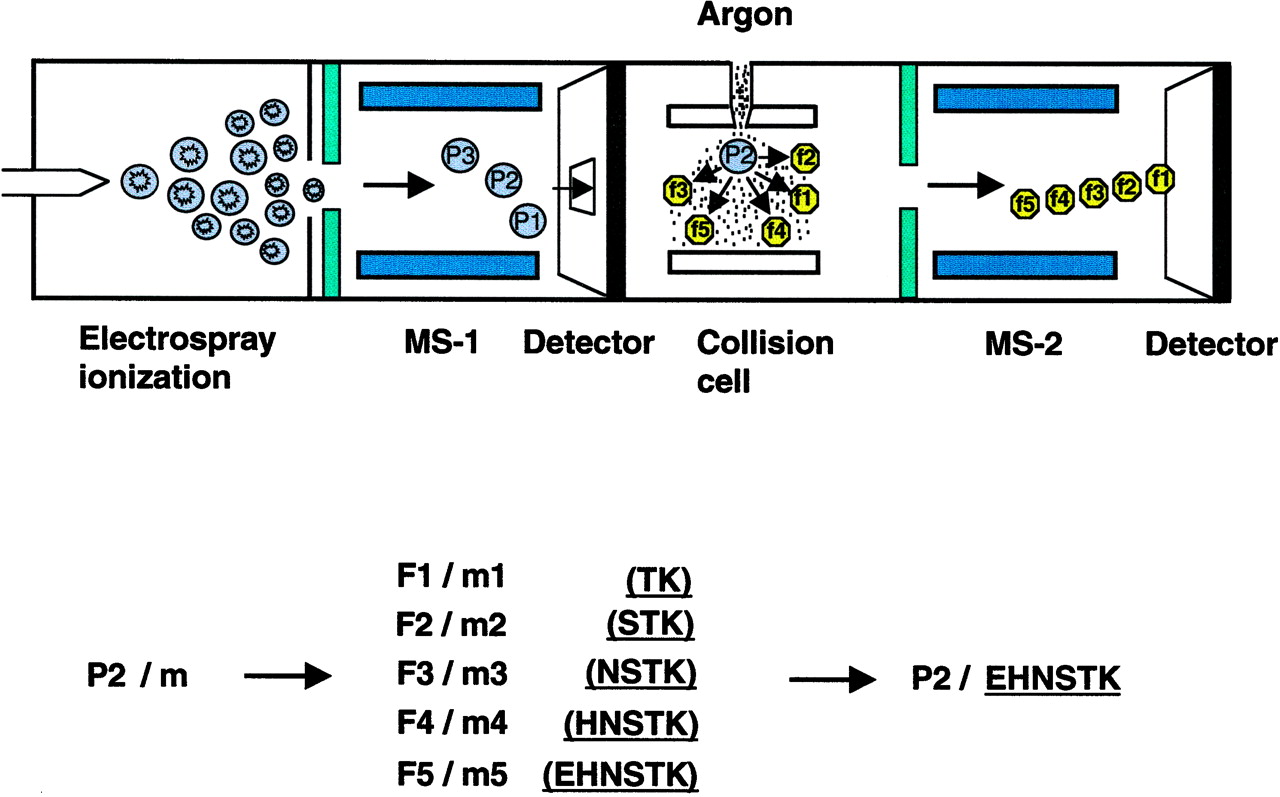 Argon
P3
P2
P1
P2
f2
f3
f1
f5
f4
f5
f4
f3
f2
f1
Electrospray
ionization
MS-1
Detector
Collision
cell
MS-2
Detector
F1 / m1 (TK)
F2 / m2 (STK)
P2 / m
F3 / m3 (NSTK)
P2 / EHNSTK
F4 / m4 (HNSTK)
F5 / m5 (EHNSTK)